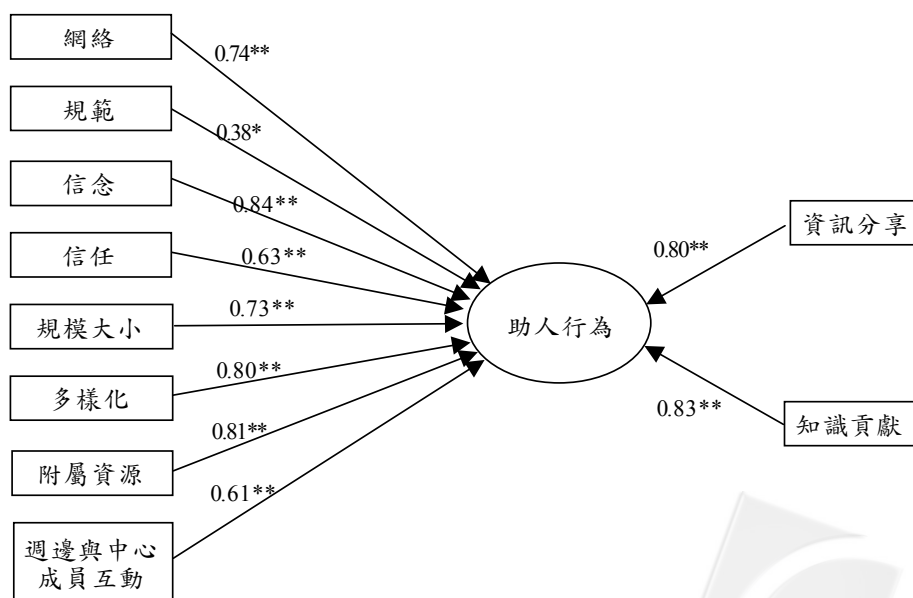 網絡
0.74**
規範
0.38*
信念
0.84**
信任
0.63**
規模大小
0.73**
多樣化
0.80**
附屬資源
0.81**
週邊與中心
成員互動
0.61**
助人行為
資訊分享
0.80**
知識貢獻
0.83**